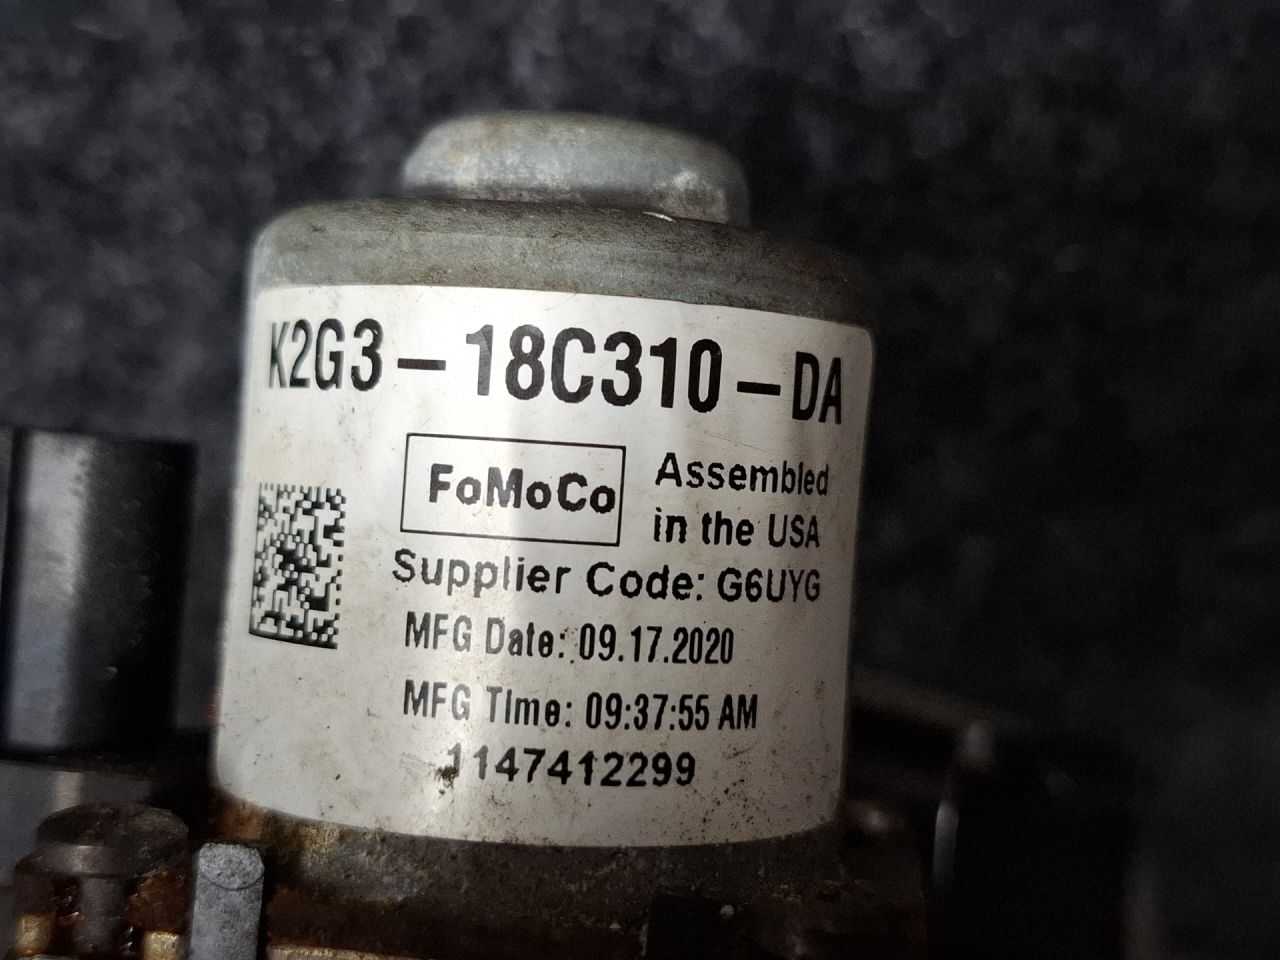 K2G3-18C310-DA
FoMoCo
Assembled
in the USA
Supplier Code: G6UYG
MFG Date: 09.17.2020
MFG Time: 09:37:55 AM
1147412299